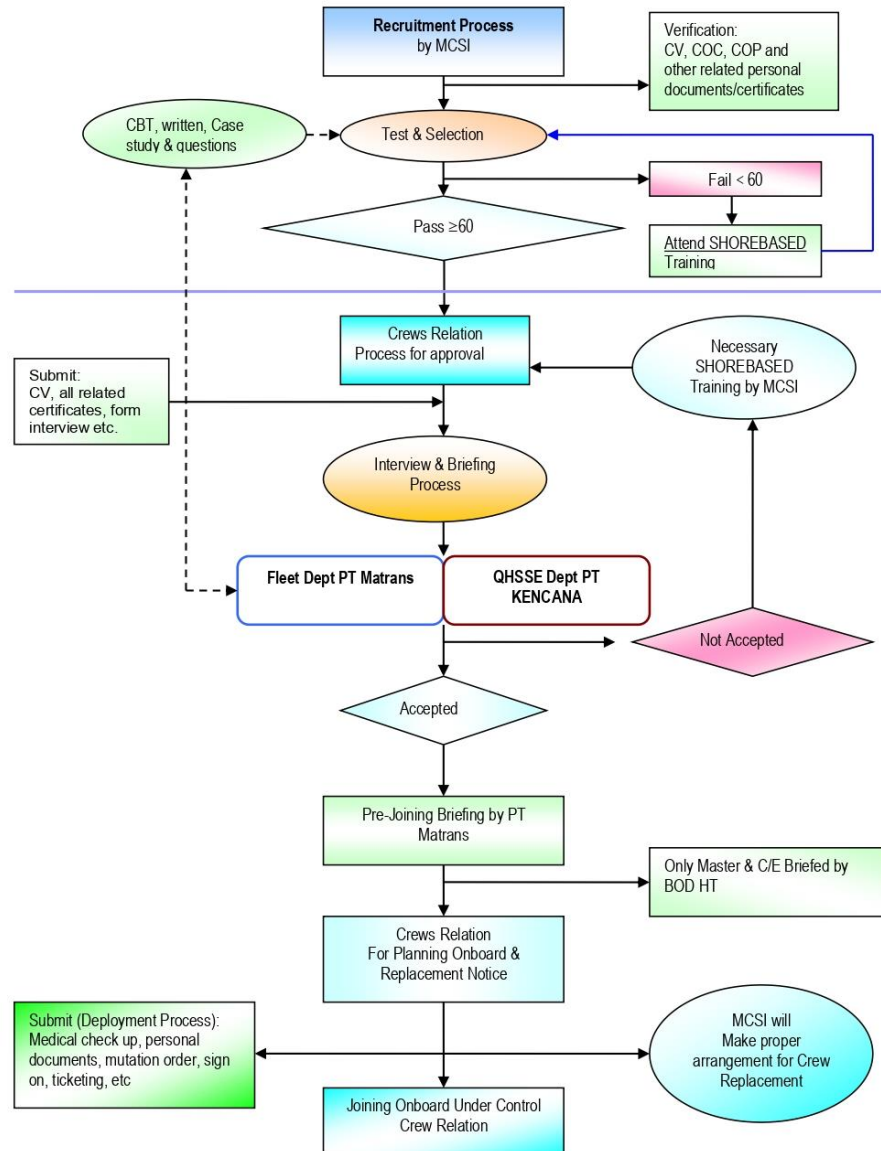 Recruitment Process
by MCSI
Verification:
CV, COC, COP and
other related personal
documents/certificates
CBT, written, Case
study & questions
Test & Selection
Fail < 60
Pass ≥60
Attend SHOREBASED
Training
Crews Relation
Process for approval
Necessary
SHOREBASED
Training by MCSI
Submit:
CV, all related
certificates, form
interview etc.
Interview & Briefing
Process
Fleet Dept PT Matrans
QHSSE Dept PT
KENCANA
Not Accepted
Accepted
Pre-Joining Briefing by PT
Matrans
Only Master & C/E Briefed by
BOD HT
Crews Relation
For Planning Onboard &
Replacement Notice
Submit (Deployment Process):
Medical check up, personal
documents, mutation order, sign
on, ticketing, etc
MCSI will
Make proper
arrangement for Crew
Replacement
Joining Onboard Under Control
Crew Relation